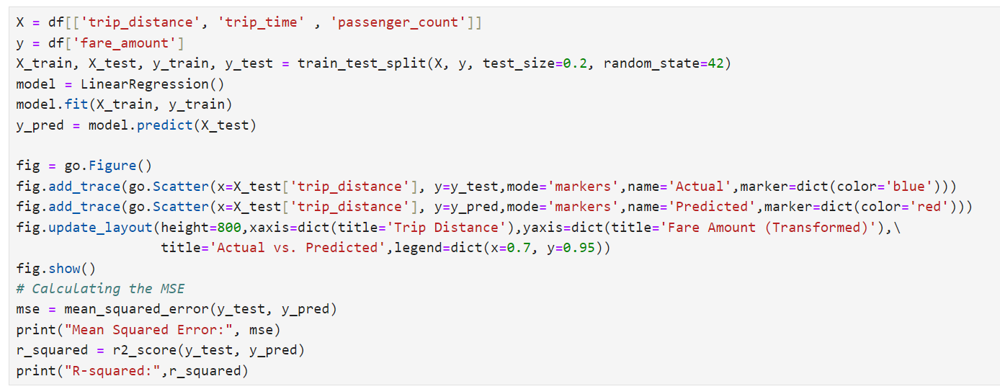 X = df[['trip_distance', 'trip_time' , 'passenger_count']]
y = df['fare_amount']
X_train, X_test, y_train, y_test = train_test_split(X, y, test_size=0.2, random_state=42)
model = LinearRegression()
model.fit(X_train, y_train)
y_pred = model.predict(X_test)

fig = go.Figure()
fig.add_trace(go.Scatter(x=X_test['trip_distance'], y=y_test,mode='markers',name='Actual',marker=dict(color='blue')))
fig.add_trace(go.Scatter(x=X_test['trip_distance'], y=y_pred,mode='markers',name='Predicted',marker=dict(color='red')))
fig.update_layout(height=800,xaxis=dict(title='Trip Distance'),yaxis=dict(title='Fare Amount (Transformed)'),\
                  title='Actual vs. Predicted',legend=dict(x=0.7, y=0.95))
fig.show()
# Calculating the MSE
mse = mean_squared_error(y_test, y_pred)
print("Mean Squared Error:", mse)
r_squared = r2_score(y_test, y_pred)
print("R-squared:",r_squared)